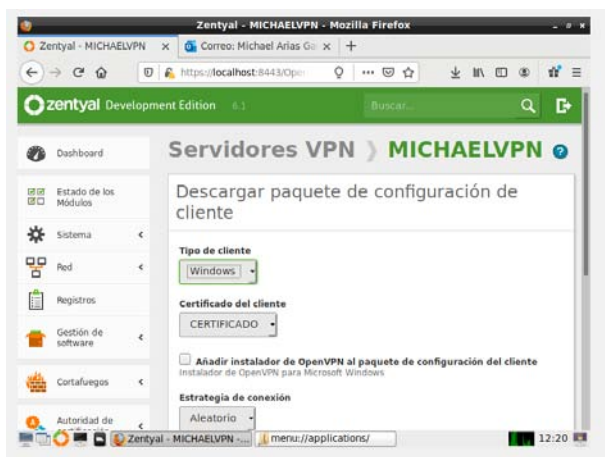 Zentyal - MICHAELVPN - Mozilla Firefox
Zentyal - MICHAELVPN
Correo: Michael Arias Ga
https://localhost:8443/Ope
zentyal Development Edition 6.1
Buscar...
Dashboard
Estado de los
Módulos
Sistema
Red
Registros
Gestión de
software
Cortafuegos
Autoridad de
Servidores VPN
MICHAELVPN
Descargar paquete de configuración de
cliente
Tipo de cliente
Windows
Certificado del cliente
CERTIFICADO
Añadir instalador de OpenVPN al paquete de configuración del cliente
Instalador de OpenVPN para Microsoft Windows
Estrategia de conexión
Aleatorio
Zentyal - MICHAELVPN -...
menu://applications/
12:20